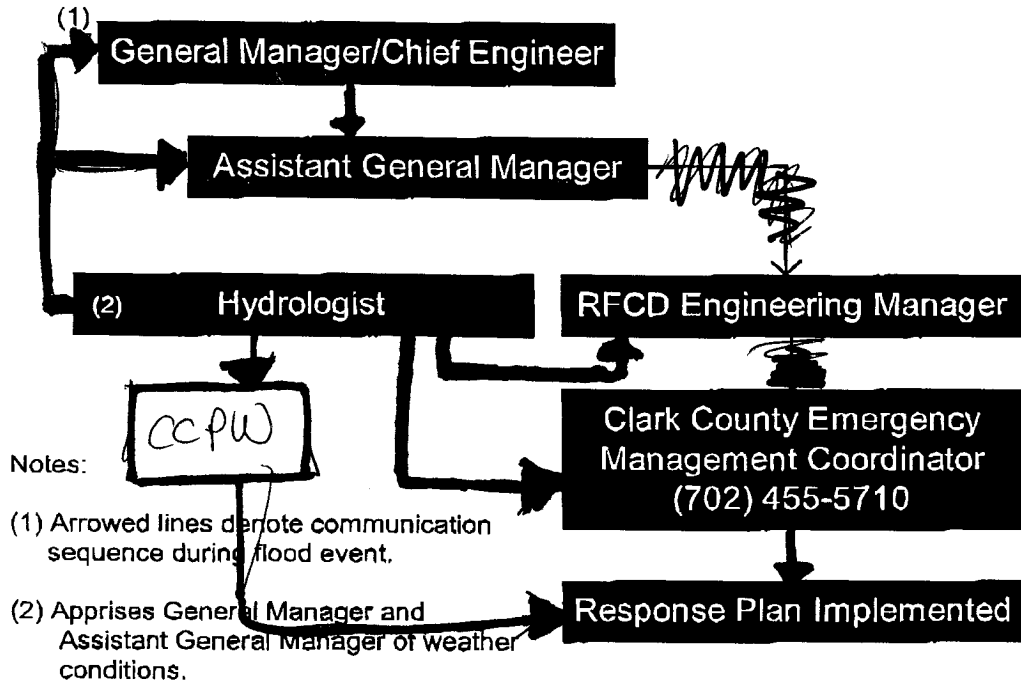 (1)
General Manager/Chief Engineer
Assistant General Manager
(2) Hydrologist
RFCD Engineering Manager
CCPW
Clark County Emergency
Management Coordinator
(702) 455-5710
Response Plan Implemented
Notes:
(1) Arrowed lines denote communication
sequence during flood event.
(2) Apprises General Manager and
Assistant General Manager of weather
conditions.